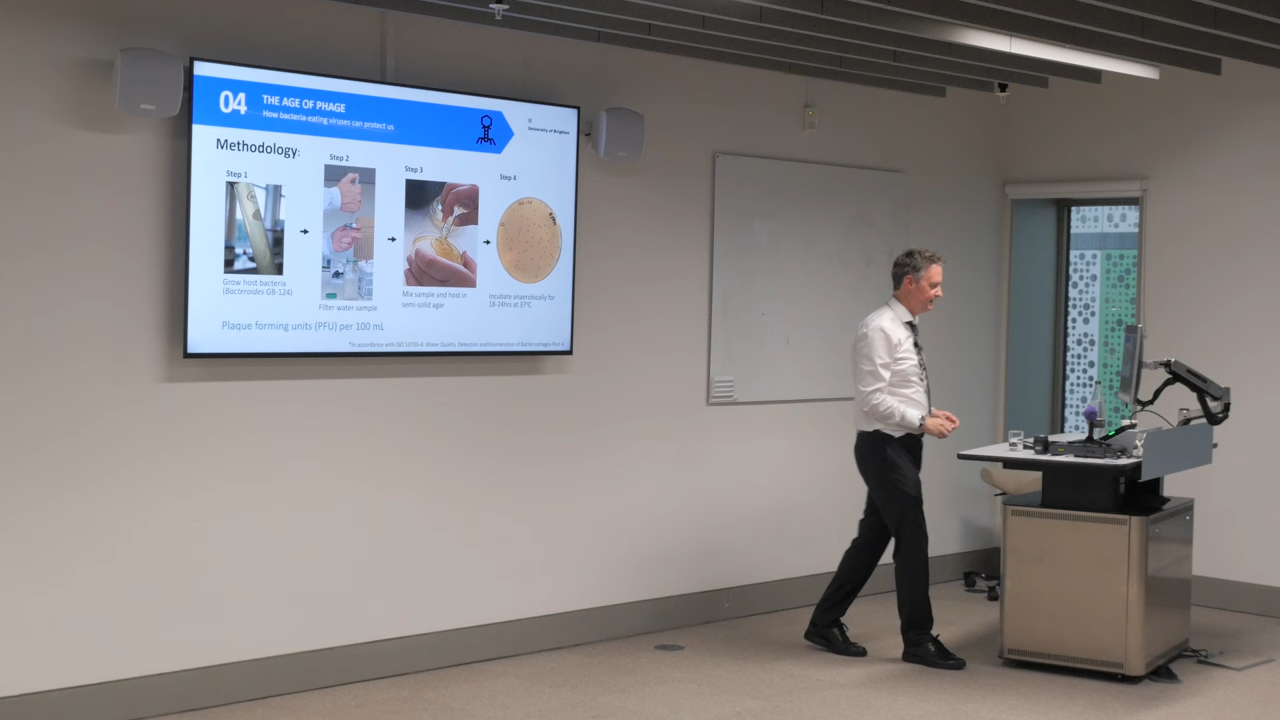 04
THE AGE OF PHAGE
How bacteria-eating viruses can protect us
University of Brighton
Methodology:
Step 1
Step 2
Step 3
Step 4
Grow host bacteria
(Bacteroides GB-124)
Filter water sample
Mix sample and host in
semi-solid agar
Incubate anaerobically for
18-24hrs at 37°C
Plaque forming units (PFU) per 100 mL
*In accordance with ISO 10705-4: Water Quality. Detection and Enumeration of Bacteriophages-Part 4